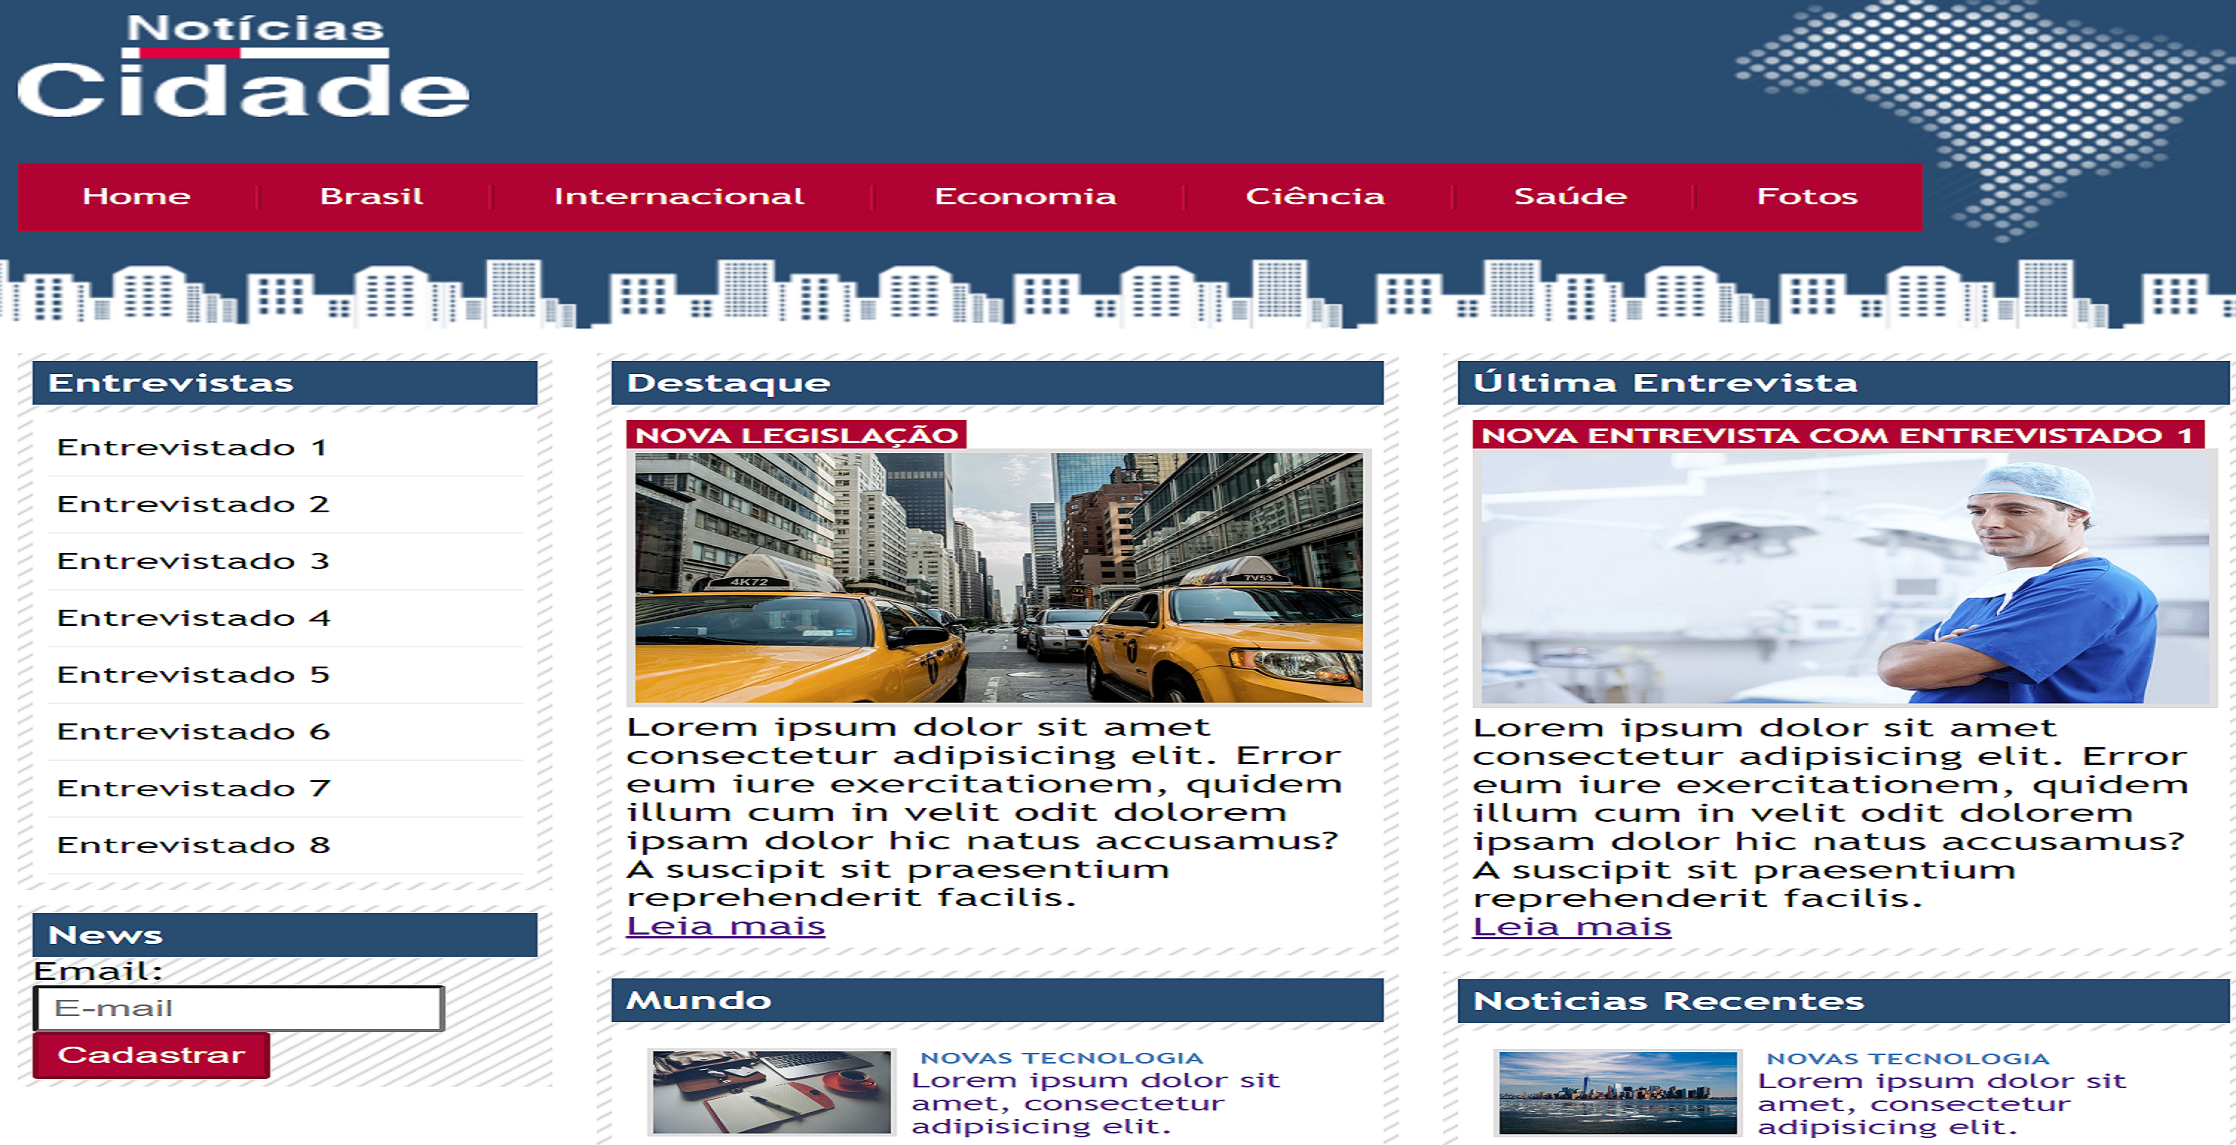 Notícias
Cidade
Home
Brasil
Internacional
Economia
Ciência
Saúde
Fotos
Entrevistas
Entrevistado 1
Entrevistado 2
Entrevistado 3
Entrevistado 4
Entrevistado 5
Entrevistado 6
Entrevistado 7
Entrevistado 8
News
Email:
E-mail
Cadastrar
Destaque
NOVA LEGISLAÇÃO
4K72
7V53
Lorem ipsum dolor sit amet
consectetur adipisicing elit. Error
eum iure exercitationem, quidem
illum cum in velit odit dolorem
ipsam dolor hic natus accusamus?
A suscipit sit praesentium
reprehenderit facilis.
Leia mais
Mundo
NOVAS TECNOLOGIA
Lorem ipsum dolor sit
amet, consectetur
adipisicing elit.
Última Entrevista
NOVA ENTREVISTA COM ENTREVISTADO 1
Lorem ipsum dolor sit amet
consectetur adipisicing elit. Error
eum iure exercitationem, quidem
illum cum in velit odit dolorem
ipsam dolor hic natus accusamus?
A suscipit sit praesentium
reprehenderit facilis.
Leia mais
Noticias Recentes
NOVAS TECNOLOGIA
Lorem ipsum dolor sit
amet, consectetur
adipisicing elit.